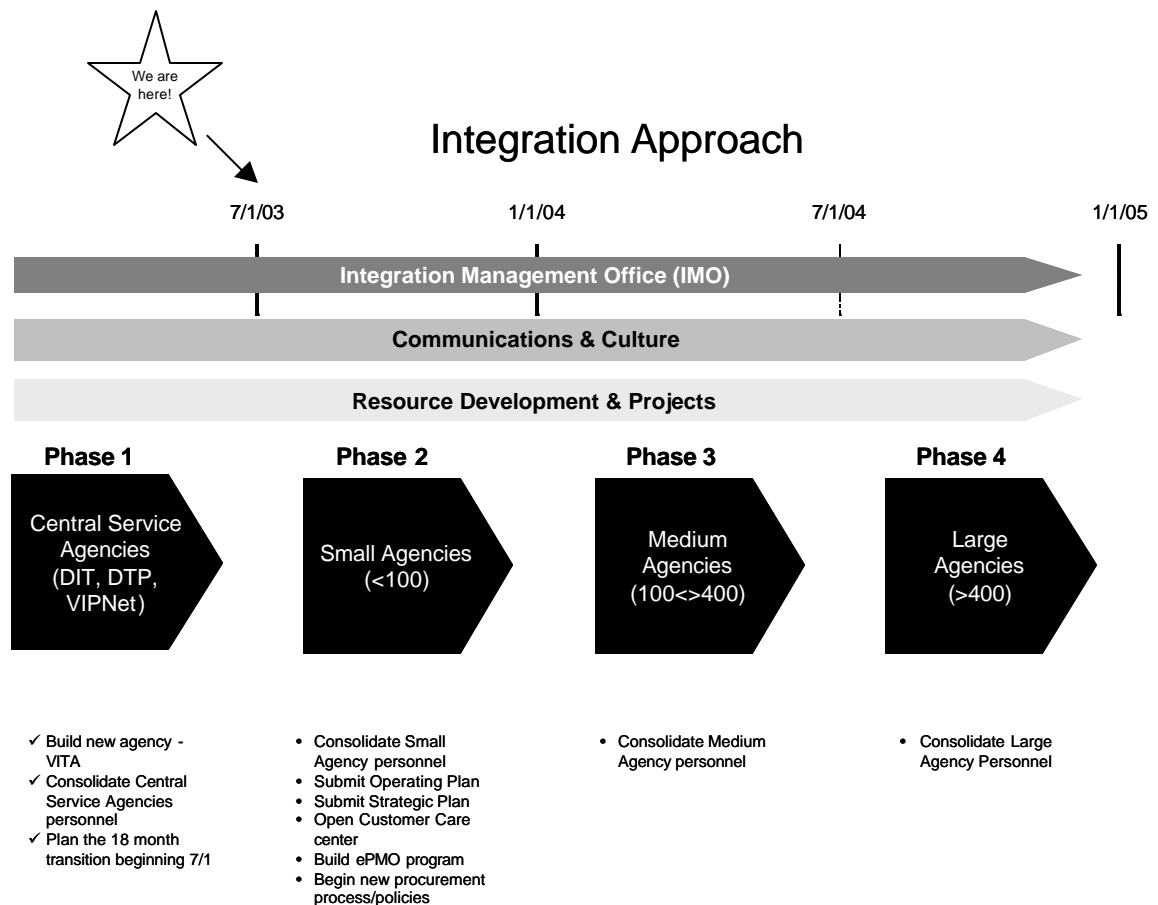 We are
here!
Integration Approach
7/1/03
1/1/04
7/1/04
1/1/05
Integration Management Office (IMO)
Communications & Culture
Resource Development & Projects
Phase 1
Phase 2
Phase 3
Phase 4
Central Service
Agencies
(DIT, DTP,
VIPNet)
Small Agencies
(<100)
Medium
Agencies
(100<>400)
Large
Agencies
(>400)
✓ Build new agency -
VITA
✓ Consolidate Central
Service Agencies
personnel
✓ Plan the 18 month
transition beginning 7/1
• Consolidate Small
Agency personnel
• Submit Operating Plan
• Submit Strategic Plan
• Open Customer Care
center
• Build ePMO program
• Begin new procurement
process/policies
• Consolidate Medium
Agency personnel
• Consolidate Large
Agency Personnel